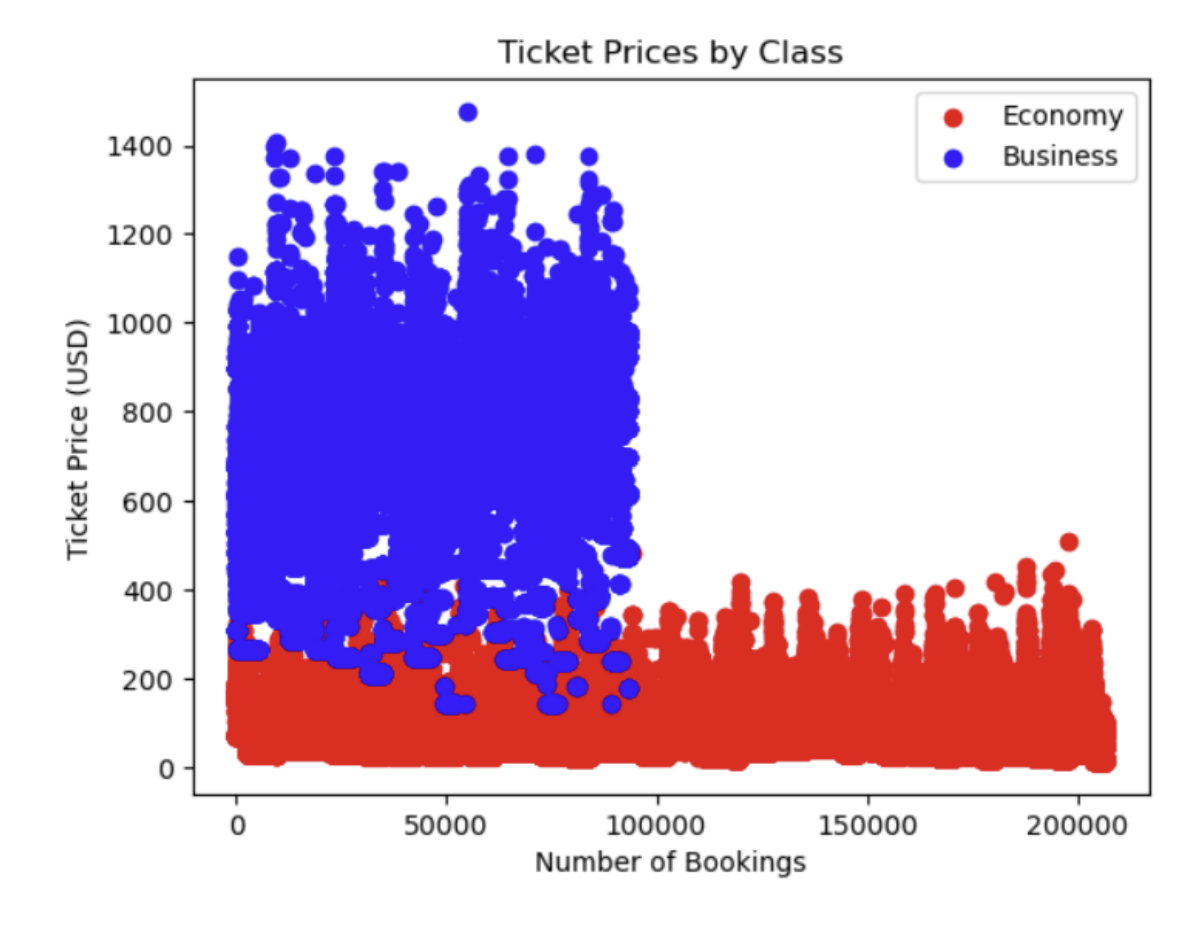 Ticket Prices by Class
Economy
Business
1400
1200
1000
800
600
400
200
0
Ticket Price (USD)
0 50000 100000 150000 200000
Number of Bookings